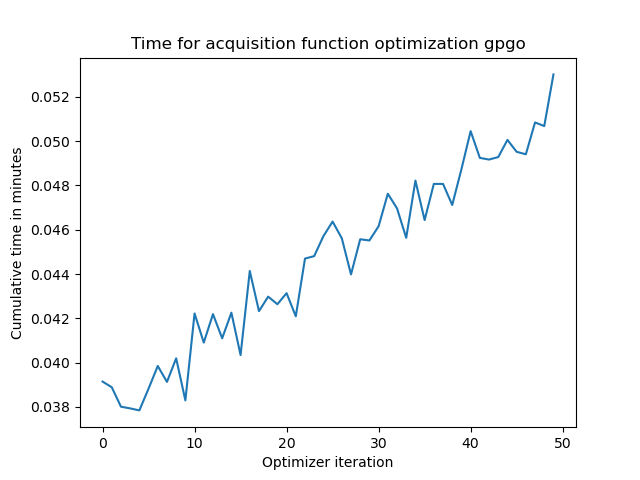 Time for acquisition function optimization gpgo
Cumulative time in minutes
0.052
0.050
0.048
0.046
0.044
0.042
0.040
0.038
0 10 20 30 40 50
Optimizer iteration